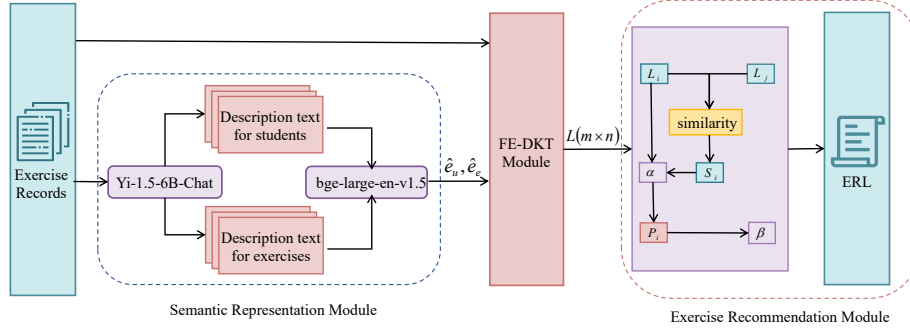 Exercise
Records
Yi-1.5-6B-Chat
Description text
for students
Description text
for exercises
bge-large-en-v1.5
Semantic Representation Module
ê_u, ê_e
FE-DKT
Module
L(m×n)
L_i
L_j
similarity
α
S_i
P_i
β
ERL
Exercise Recommendation Module